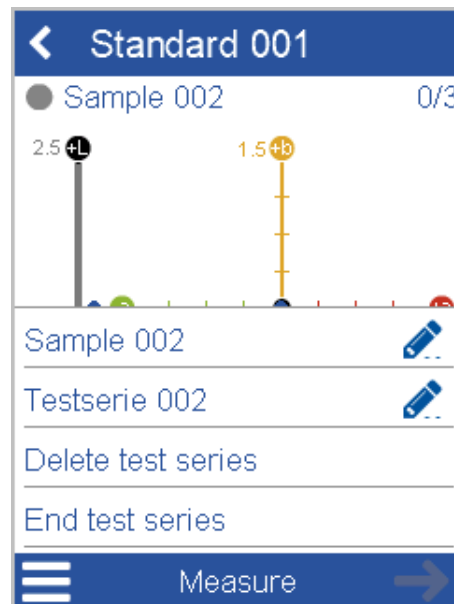 Standard 001
Sample 002 0/3
2.5 +L 1.5 +b
Sample 002
Testserie 002
Delete test series
End test series
Measure